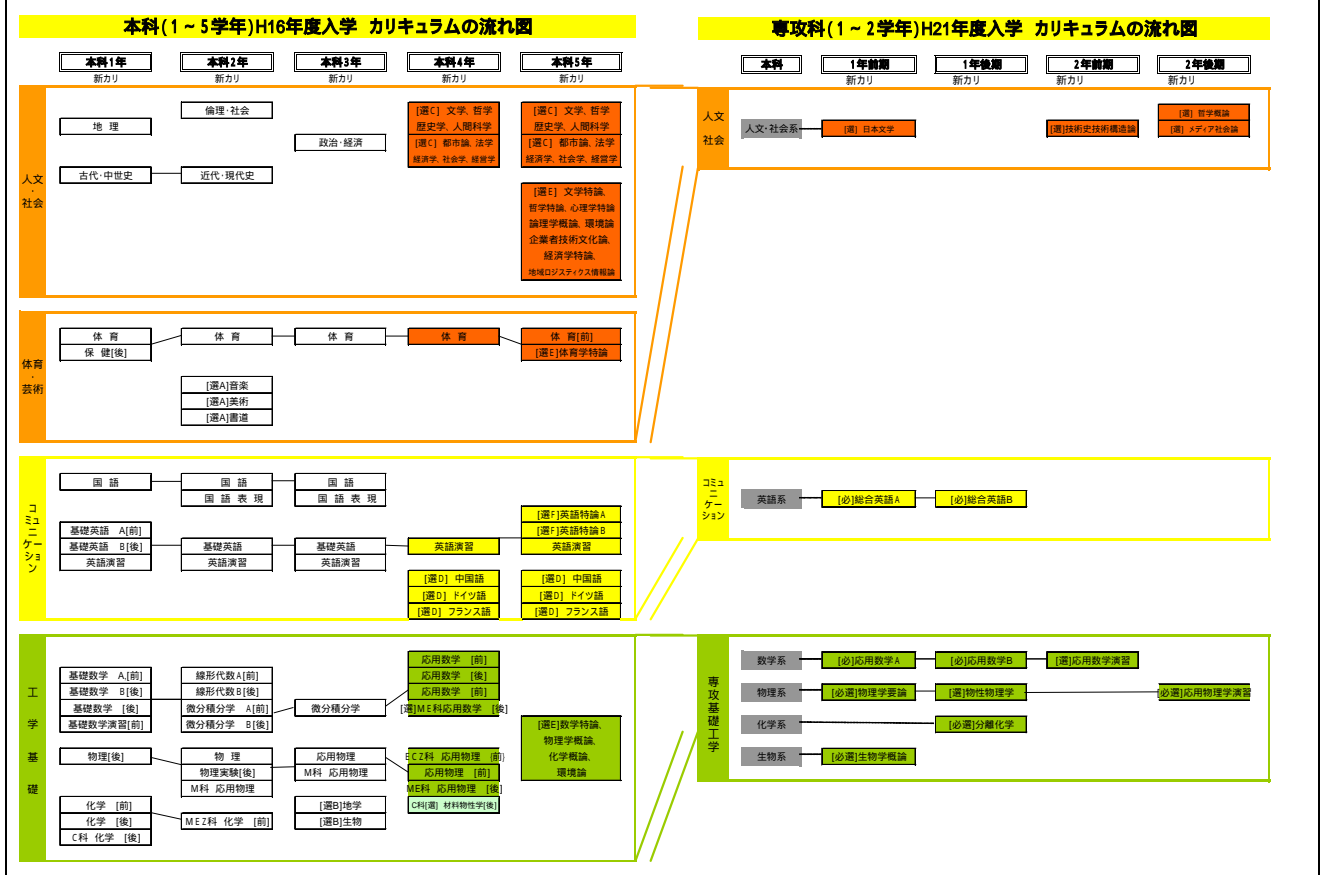 本科(1~5学年)H16年度入学 カリキュラムの流れ図
本科1年 本科2年 本科3年 本科4年 本科5年
新カリ 新カリ 新カリ 新カリ 新カリ
人文・社会
地 理
古代・中世史
倫理・社会
近代・現代史
政治・経済
[選C] 文学、哲学
歴史学、人間科学
[選C] 都市論、法学
経済学、社会学、経営学
[選C] 文学、哲学
歴史学、人間科学
[選C] 都市論、法学
経済学、社会学、経営学
[選E] 文学特論、
哲学特論、心理学特論
論理学概論、環境論
企業者技術文化論、
経済学特論、
地域ロジスティクス情報論
体育・芸術
体 育
保 健[後]
体 育
[選A]音楽
[選A]美術
[選A]書道
体 育
体 育
体 育[前]
[選E]体育学特論
コミュニケーション
国 語
基礎英語 A[前]
基礎英語 B[後]
英語演習
国 語
国 語 表 現
基礎英語
英語演習
国 語
国 語 表 現
基礎英語
英語演習
英語演習
[選D] 中国語
[選D] ドイツ語
[選D] フランス語
[選F]英語特論A
[選F]英語特論B
英語演習
[選D] 中国語
[選D] ドイツ語
[選D] フランス語
工学基礎
基礎数学 A,[前]
基礎数学 B[後]
基礎数学 [後]
基礎数学演習[前]
物理[後]
化学 [前]
化学 [後]
C科 化学 [後]
線形代数A[前]
線形代数B[後]
微分積分学 A[前]
微分積分学 B[後]
物 理
物理実験[後]
M科 応用物理
MEZ科 化学 [前]
微分積分学
応用物理
M科 応用物理
[選B]地学
[選B]生物
応用数学 [前]
応用数学 [後]
応用数学 [前]
[選]ME科応用数学 [後]
ECZ科 応用物理 [前]
応用物理 [前]
ME科 応用物理 [後]
C科[選] 材料物性学[後]
[選E]数学特論、
物理学概論、
化学概論、
環境論
専攻科(1~2学年)H21年度入学 カリキュラムの流れ図
本科 1年前期 1年後期 2年前期 2年後期
新カリ 新カリ 新カリ 新カリ
人文社会
人文・社会系
[選] 日本文学
[選]技術史技術構造論
[選] 哲学概論
[選] メディア社会論
コミュニケーション
英語系
[必]総合英語A
[必]総合英語B
専攻基礎工学
数学系
[必]応用数学A
[必]応用数学B
[選]応用数学演習
物理系
[必選]物理学要論
[選]物性物理学
[必選]応用物理学演習
化学系
[必選]分離化学
生物系
[必選]生物学概論